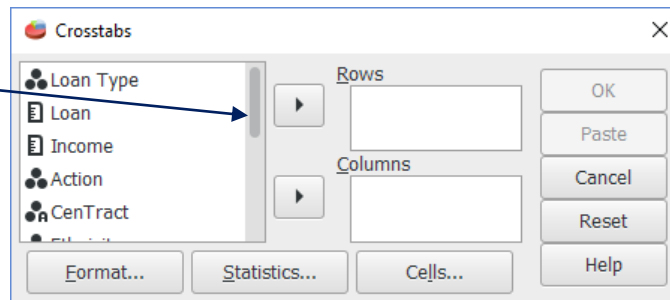 Crosstabs
Loan Type
Loan
Income
Action
CenTract
Rows
Columns
OK
Paste
Cancel
Reset
Help
Format...
Statistics...
Cells...